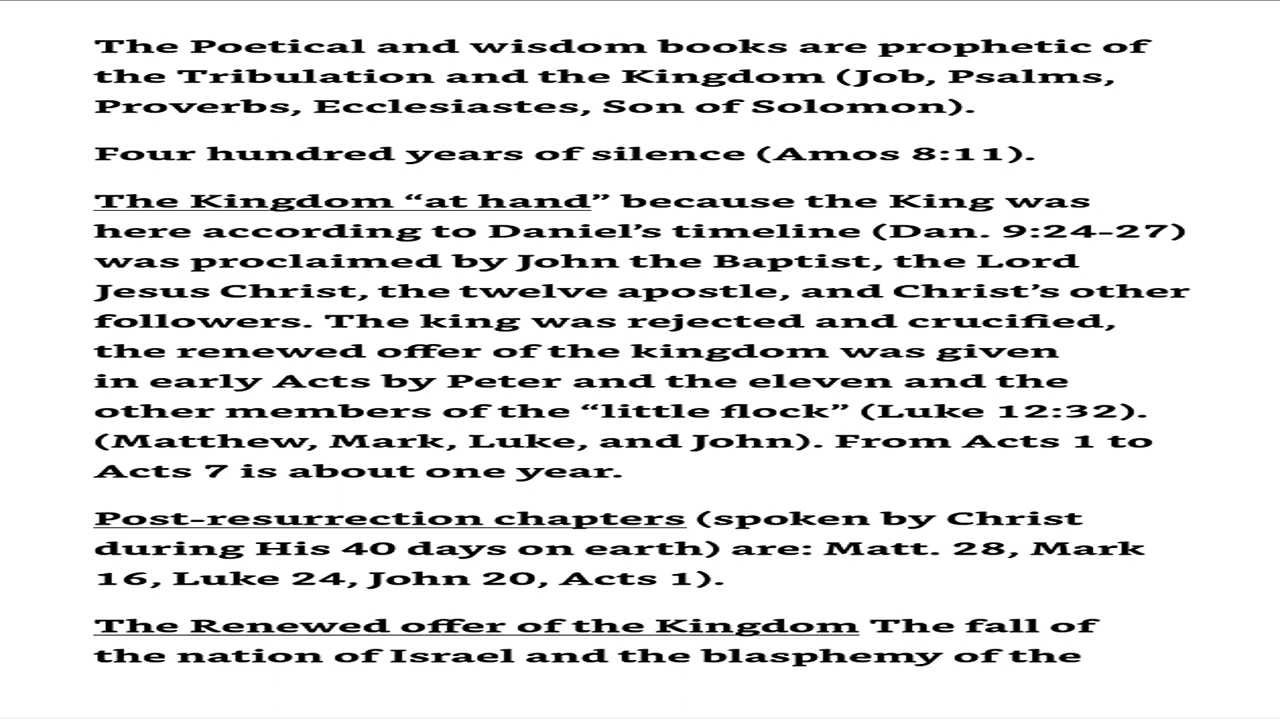 The Poetical and wisdom books are prophetic of
the Tribulation and the Kingdom (Job, Psalms,
Proverbs, Ecclesiastes, Son of Solomon).
Four hundred years of silence (Amos 8:11).
The Kingdom “at hand” because the King was
here according to Daniel’s timeline (Dan. 9:24-27)
was proclaimed by John the Baptist, the Lord
Jesus Christ, the twelve apostle, and Christ’s other
followers. The king was rejected and crucified,
the renewed offer of the kingdom was given
in early Acts by Peter and the eleven and the
other members of the “little flock” (Luke 12:32).
(Matthew, Mark, Luke, and John). From Acts 1 to
Acts 7 is about one year.
Post-resurrection chapters (spoken by Christ
during His 40 days on earth) are: Matt. 28, Mark
16, Luke 24, John 20, Acts 1).
The Renewed offer of the Kingdom The fall of
the nation of Israel and the blasphemy of the